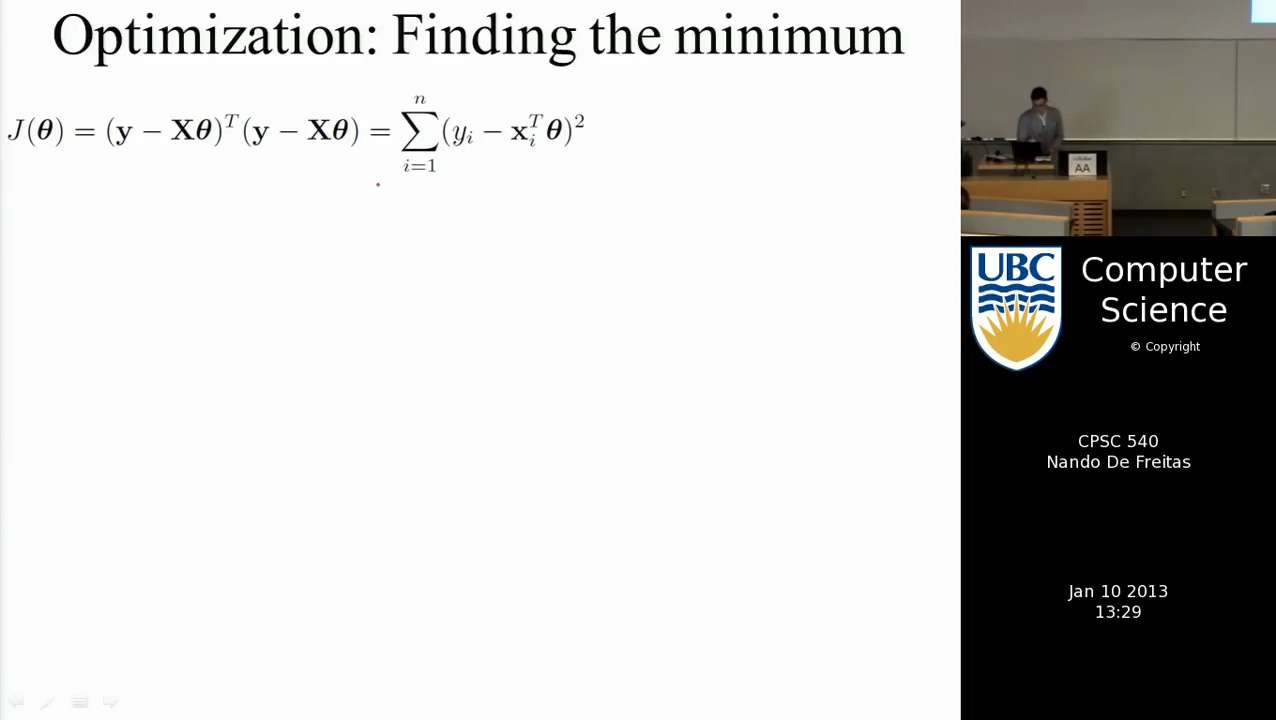 Optimization: Finding the minimum
J(θ) = (y − Xθ)^T (y − Xθ) = ∑_{i=1}^{n} (y_i − x_i^T θ)^2
AA
UBC
Computer
Science
© Copyright
CPSC 540
Nando De Freitas
Jan 10 2013
13:29